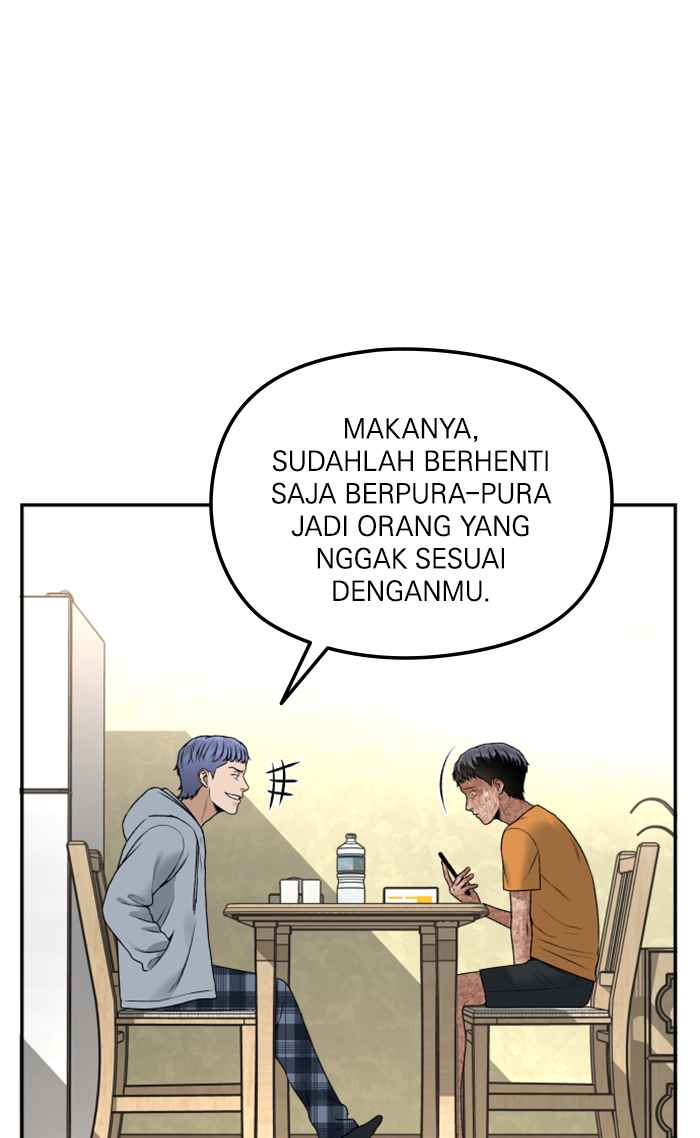 MAKANYA,
SUDAHLAH BERHENTI
SAJA BERPURA-PURA
JADI ORANG YANG
NGGAK SESUAI
DENGANMU.